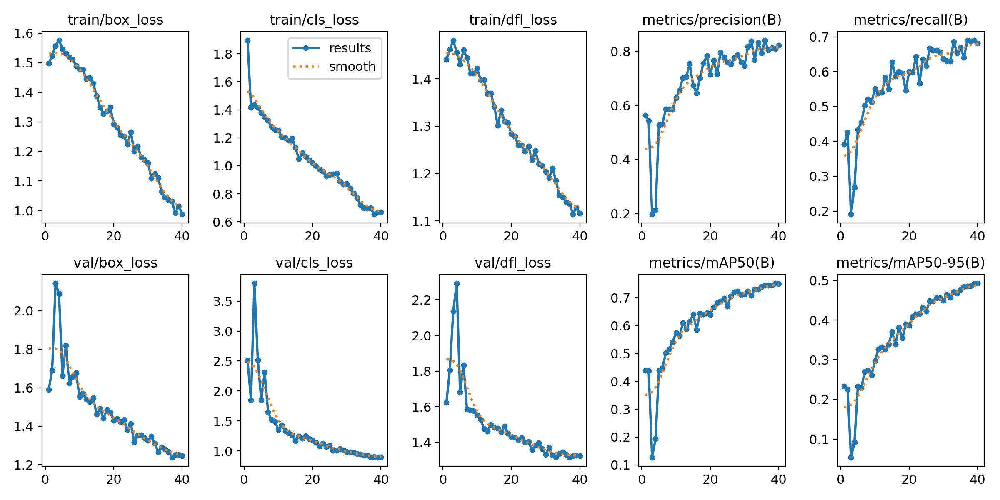 train/box_loss
1.6
1.5
1.4
1.3
1.2
1.1
1.0
0 20 40
train/cls_loss
results
smooth
1.8
1.6
1.4
1.2
1.0
0.8
0.6
0 20 40
train/dfl_loss
1.4
1.3
1.2
1.1
0 20 40
metrics/precision(B)
0.8
0.6
0.4
0.2
0 20 40
metrics/recall(B)
0.7
0.6
0.5
0.4
0.3
0.2
0 20 40
val/box_loss
2.0
1.8
1.6
1.4
1.2
0 20 40
val/cls_loss
3.5
3.0
2.5
2.0
1.5
1.0
0 20 40
val/dfl_loss
2.2
2.0
1.8
1.6
1.4
0 20 40
metrics/mAP50(B)
0.7
0.6
0.5
0.4
0.3
0.2
0.1
0 20 40
metrics/mAP50-95(B)
0.5
0.4
0.3
0.2
0.1
0 20 40